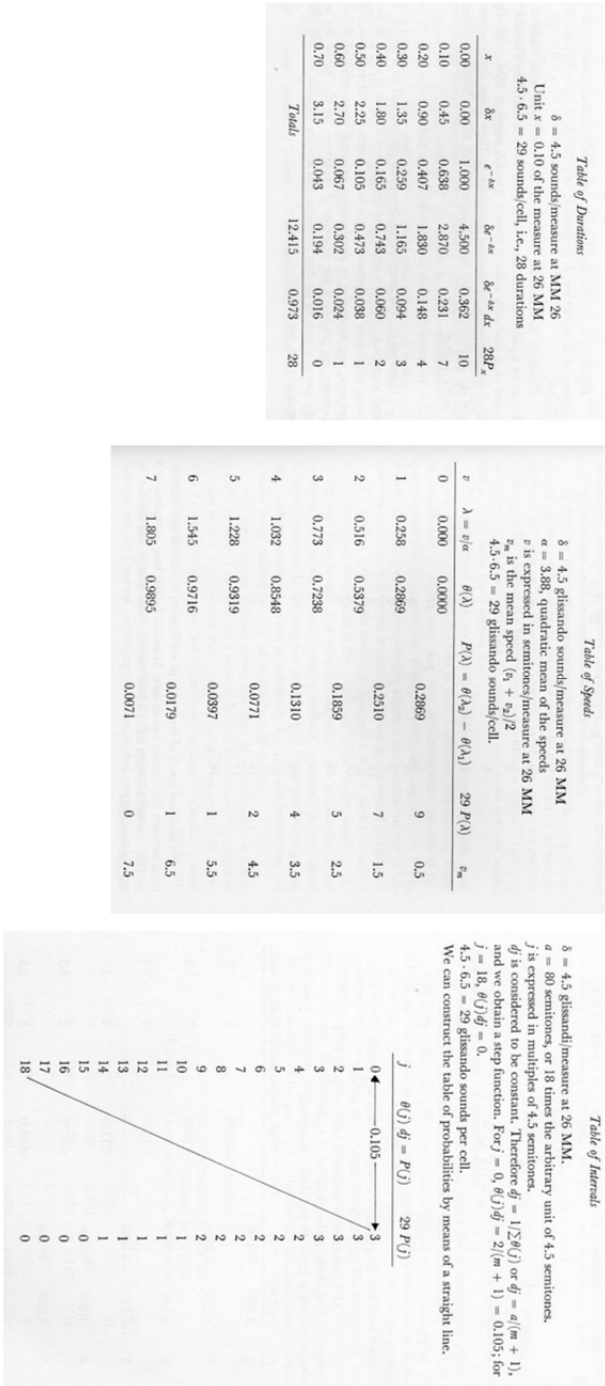 Table of Durations
δ = 4.5 sounds/measure at MM 26
Unit x = 0.10 of the measure at 26 MM
4.5·6.5 = 29 sounds/cell, i.e., 28 durations
x δx e⁻ᵟˣ δe⁻ᵟˣ δe⁻ᵟˣ dx 28Pₓ
0.00 0.00 1.000 4.500 0.362 10
0.10 0.45 0.638 2.870 0.231 7
0.20 0.90 0.407 1.830 0.148 4
0.30 1.35 0.259 1.165 0.094 3
0.40 1.80 0.165 0.743 0.060 2
0.50 2.25 0.105 0.473 0.038 1
0.60 2.70 0.067 0.302 0.024 1
0.70 3.15 0.043 0.194 0.016 0
Totals 12.415 0.973 28
Table of Speeds
δ = 4.5 glissando sounds/measure at 26 MM
α = 3.88, quadratic mean of the speeds
v is expressed in semitones/measure at 26 MM
vₘ is the mean speed (v₁ + v₂)/2
4.5·6.5 = 29 glissando sounds/cell.
v λ = v/α θ(λ) P(λ) = θ(λ₂) − θ(λ₁) 29 P(λ) vₘ
0 0.000 0.0000
0.2869 9 0.5
1 0.258 0.2869
0.2510 7 1.5
2 0.516 0.5379
0.1859 5 2.5
3 0.773 0.7238
0.1310 4 3.5
4 1.032 0.8548
0.0771 2 4.5
5 1.228 0.9319
0.0397 1 5.5
6 1.545 0.9716
0.0179 1 6.5
7 1.805 0.9895
0.0071 0 7.5
Table of Intervals
δ = 4.5 glissandi/measure at 26 MM.
a = 80 semitones, or 18 times the arbitrary unit of 4.5 semitones.
j is expressed in multiples of 4.5 semitones.
dj is considered to be constant. Therefore dj = 1/Σθ(j) or dj = a/(m + 1),
and we obtain a step function. For j = 0, θ(j)dj = 2/(m + 1) = 0.105; for
j = 18, θ(j)dj = 0.
4.5·6.5 = 29 glissando sounds per cell.
We can construct the table of probabilities by means of a straight line.
j θ(j) dj = P(j) 29 P(j)
0 0.105 3
1 3
2 3
3 3
4 2
5 2
6 2
7 2
8 2
9 2
10 1
11 1
12 1
13 1
14 1
15 0
16 0
17 0
18 0